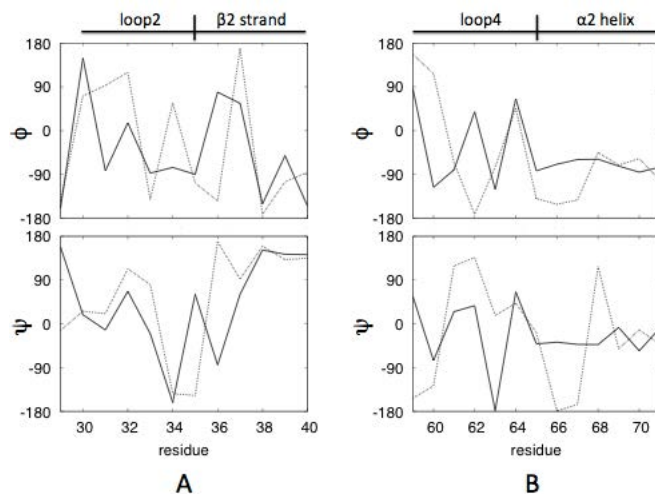 loop2 β2 strand
loop4 α2 helix
180
90
0
-90
-180
ϕ
180
90
0
-90
-180
ψ
30 32 34 36 38 40
residue
A
180
90
0
-90
-180
ϕ
180
90
0
-90
-180
ψ
60 62 64 66 68 70
residue
B